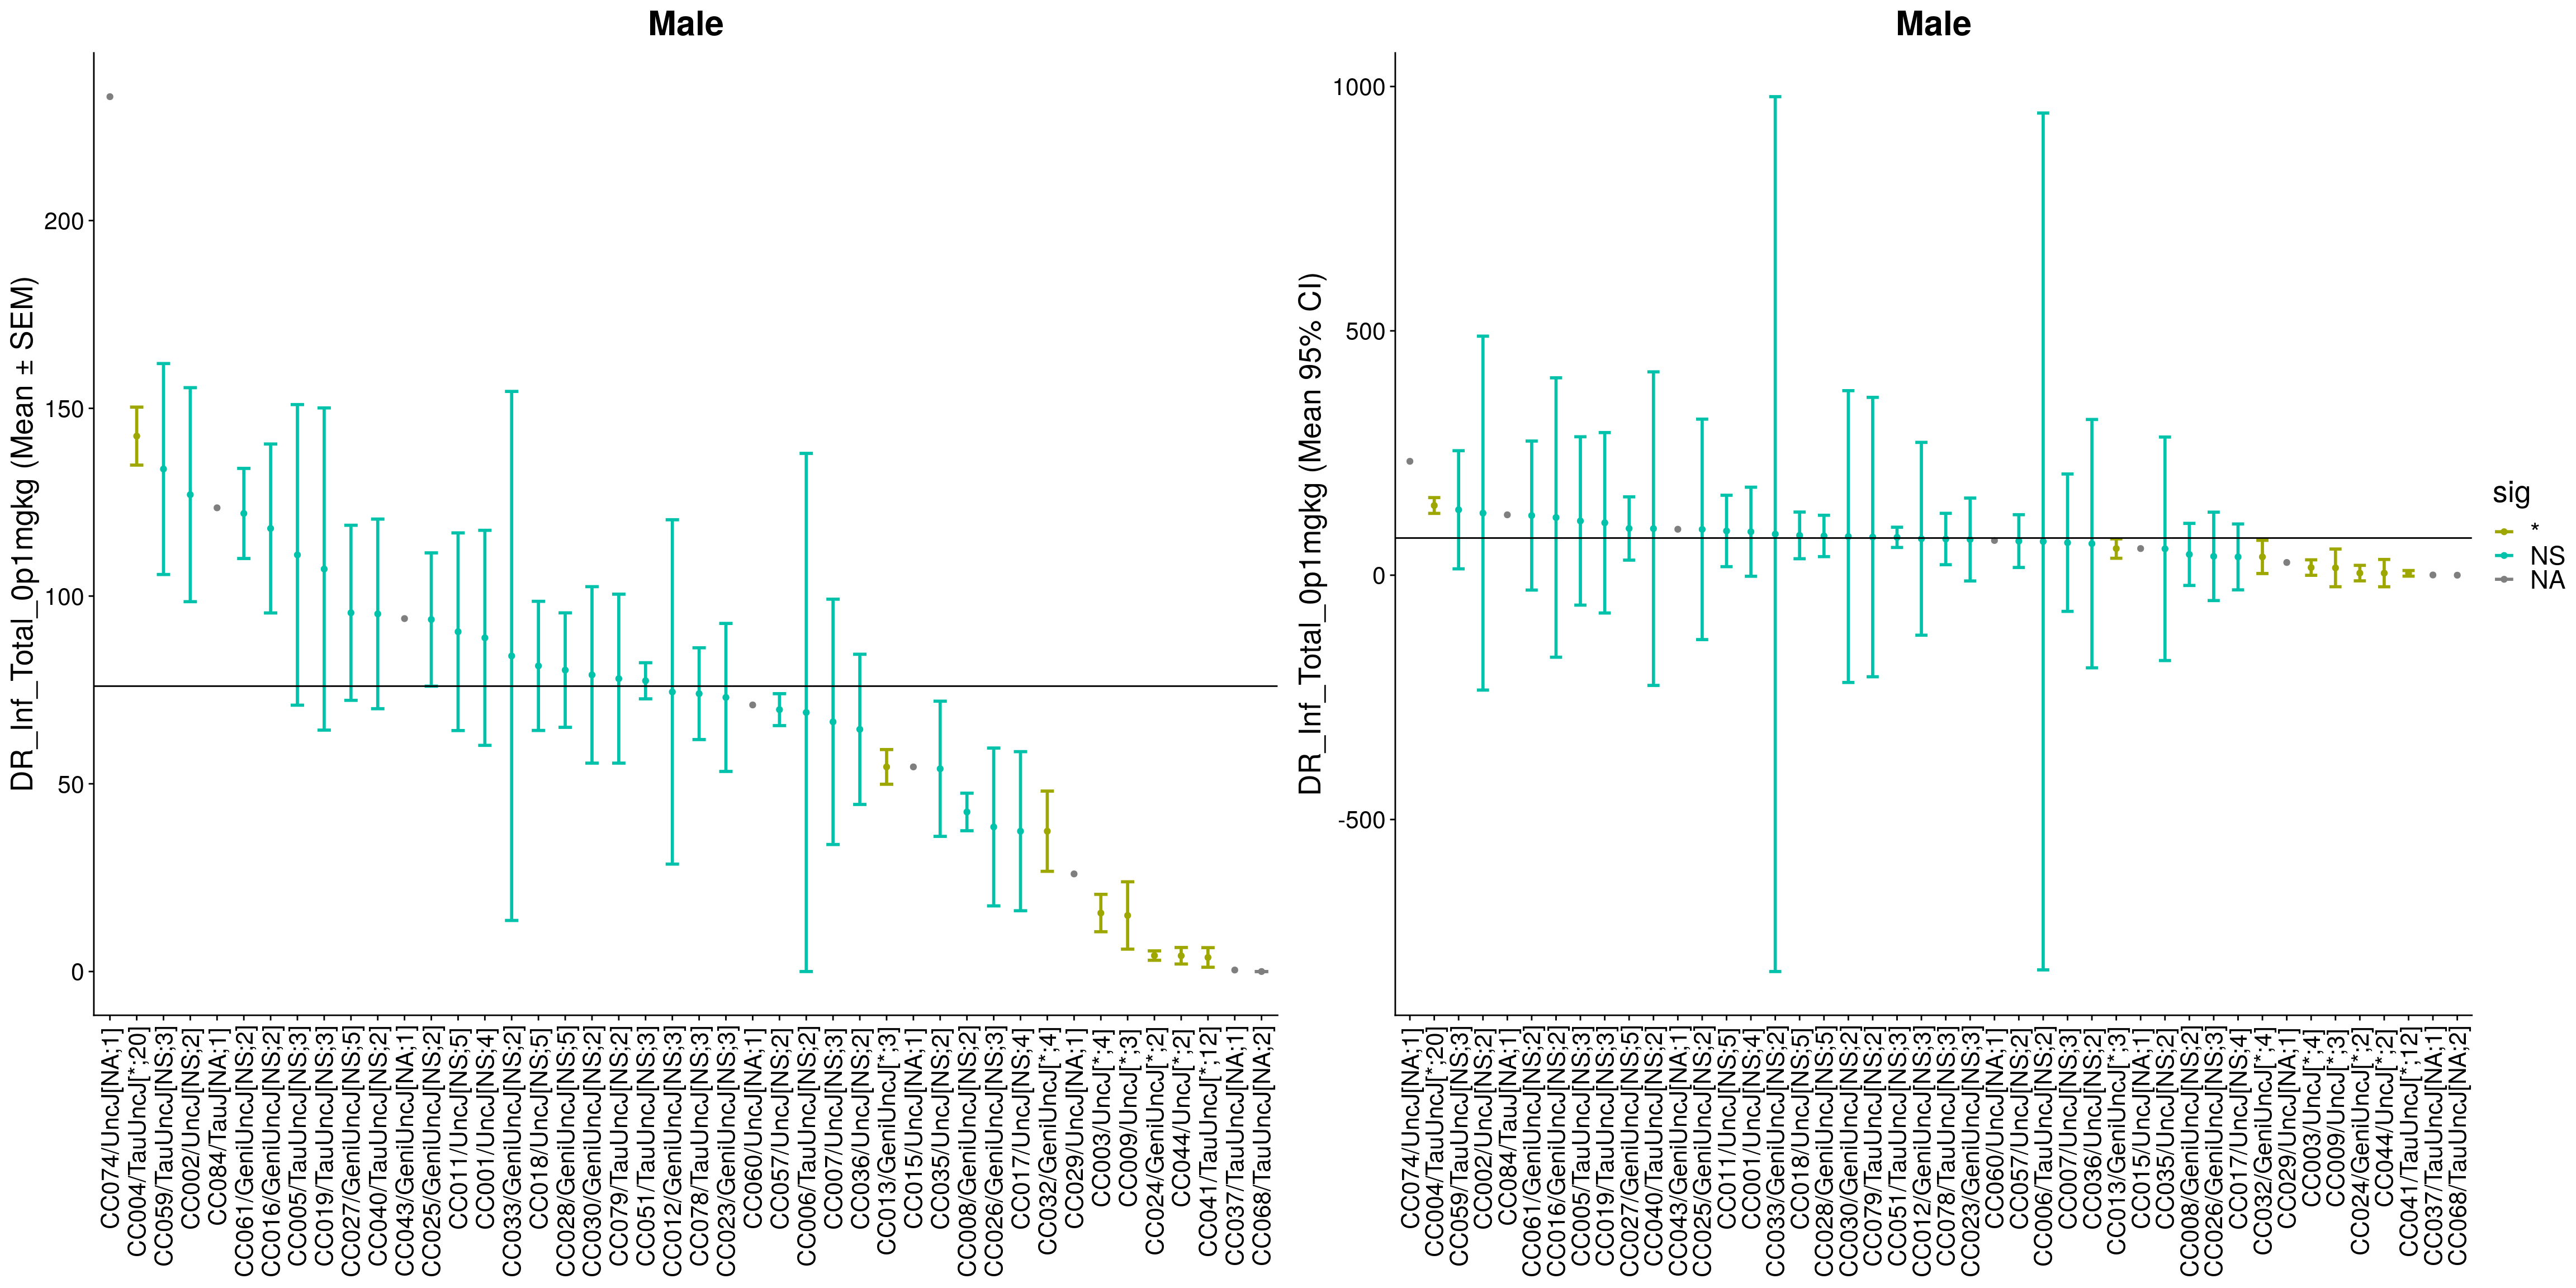 Male
DR_Inf_Total_0p1mgkg (Mean ± SEM)
200
150
100
50
0
CC074/UncJ[NA;1]
CC004/TauUncJ[*;20]
CC059/TauUncJ[NS;3]
CC002/UncJ[NS;2]
CC084/TauJ[NA;1]
CC061/GeniUncJ[NS;2]
CC016/GeniUncJ[NS;2]
CC005/TauUncJ[NS;3]
CC019/TauUncJ[NS;3]
CC027/GeniUncJ[NS;5]
CC040/TauUncJ[NS;2]
CC043/GeniUncJ[NA;1]
CC025/GeniUncJ[NS;2]
CC011/UncJ[NS;5]
CC001/UncJ[NS;4]
CC033/GeniUncJ[NS;2]
CC018/UncJ[NS;5]
CC028/GeniUncJ[NS;5]
CC030/GeniUncJ[NS;2]
CC079/TauUncJ[NS;2]
CC051/TauUncJ[NS;3]
CC012/GeniUncJ[NS;3]
CC078/TauUncJ[NS;3]
CC023/GeniUncJ[NS;3]
CC060/UncJ[NA;1]
CC057/UncJ[NS;2]
CC006/TauUncJ[NS;2]
CC007/UncJ[NS;3]
CC036/UncJ[NS;2]
CC013/GeniUncJ[*;3]
CC015/UncJ[NA;1]
CC035/UncJ[NS;2]
CC008/GeniUncJ[NS;2]
CC026/GeniUncJ[NS;3]
CC017/UncJ[NS;4]
CC032/GeniUncJ[*;4]
CC029/UncJ[NA;1]
CC003/UncJ[*;4]
CC009/UncJ[*;3]
CC024/GeniUncJ[*;2]
CC044/UncJ[*;2]
CC041/TauUncJ[*;12]
CC037/TauUncJ[NA;1]
CC068/TauUncJ[NA;2]
Male
DR_Inf_Total_0p1mgkg (Mean 95% CI)
1000
500
0
-500
CC074/UncJ[NA;1]
CC004/TauUncJ[*;20]
CC059/TauUncJ[NS;3]
CC002/UncJ[NS;2]
CC084/TauJ[NA;1]
CC061/GeniUncJ[NS;2]
CC016/GeniUncJ[NS;2]
CC005/TauUncJ[NS;3]
CC019/TauUncJ[NS;3]
CC027/GeniUncJ[NS;5]
CC040/TauUncJ[NS;2]
CC043/GeniUncJ[NA;1]
CC025/GeniUncJ[NS;2]
CC011/UncJ[NS;5]
CC001/UncJ[NS;4]
CC033/GeniUncJ[NS;2]
CC018/UncJ[NS;5]
CC028/GeniUncJ[NS;5]
CC030/GeniUncJ[NS;2]
CC079/TauUncJ[NS;2]
CC051/TauUncJ[NS;3]
CC012/GeniUncJ[NS;3]
CC078/TauUncJ[NS;3]
CC023/GeniUncJ[NS;3]
CC060/UncJ[NA;1]
CC057/UncJ[NS;2]
CC006/TauUncJ[NS;2]
CC007/UncJ[NS;3]
CC036/UncJ[NS;2]
CC013/GeniUncJ[*;3]
CC015/UncJ[NA;1]
CC035/UncJ[NS;2]
CC008/GeniUncJ[NS;2]
CC026/GeniUncJ[NS;3]
CC017/UncJ[NS;4]
CC032/GeniUncJ[*;4]
CC029/UncJ[NA;1]
CC003/UncJ[*;4]
CC009/UncJ[*;3]
CC024/GeniUncJ[*;2]
CC044/UncJ[*;2]
CC041/TauUncJ[*;12]
CC037/TauUncJ[NA;1]
CC068/TauUncJ[NA;2]
sig
*
NS
NA